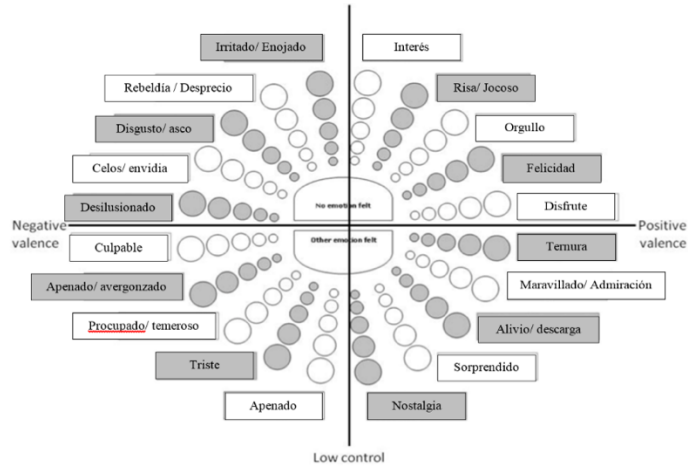 Irritado/ Enojado
Interés
Rebeldía / Desprecio
Risa/ Jocoso
Disgusto/ asco
Orgullo
Celos/ envidia
Felicidad
Desilusionado
No emotion felt
Disfrute
Negative
valence
Positive
valence
Culpable
Other emotion felt
Ternura
Apenado/ avergonzado
Maravillado/ Admiración
Procupado/ temeroso
Alivio/ descarga
Triste
Sorprendido
Apenado
Nostalgia
Low control